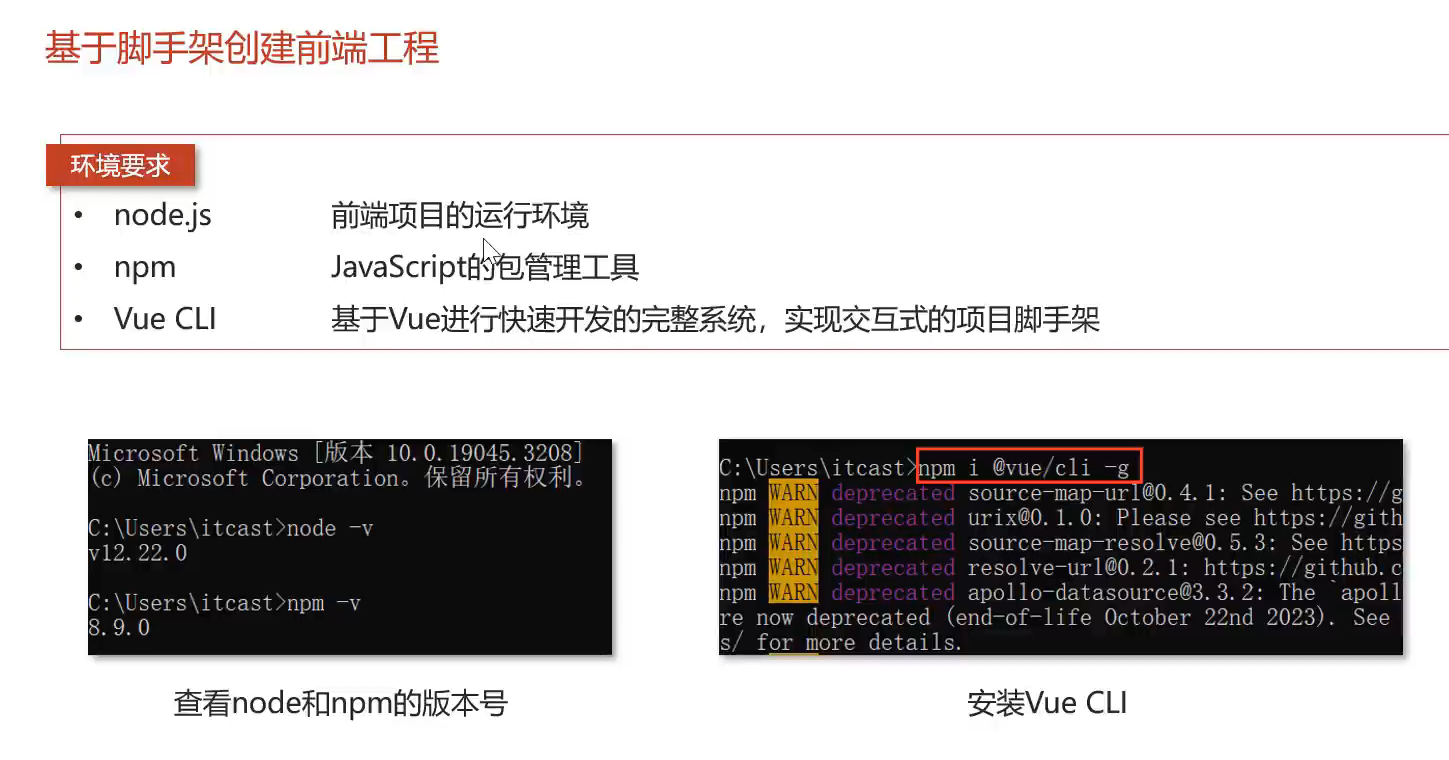 基于脚手架创建前端工程
环境要求
• node.js 前端项目的运行环境
• npm JavaScript的包管理工具
• Vue CLI 基于Vue进行快速开发的完整系统，实现交互式的项目脚手架
Microsoft Windows [版本 10.0.19045.3208]
(c) Microsoft Corporation。保留所有权利。
C:\Users\itcast>node -v
v12.22.0
C:\Users\itcast>npm -v
8.9.0
查看node和npm的版本号
C:\Users\itcast>npm i @vue/cli -g
npm WARN deprecated source-map-url@0.4.1: See https://g
npm WARN deprecated urix@0.1.0: Please see https://gith
npm WARN deprecated source-map-resolve@0.5.3: See https
npm WARN deprecated resolve-url@0.2.1: https://github.c
npm WARN deprecated apollo-datasource@3.3.2: The `apoll
re now deprecated (end-of-life October 22nd 2023). See
s/ for more details.
安装Vue CLI